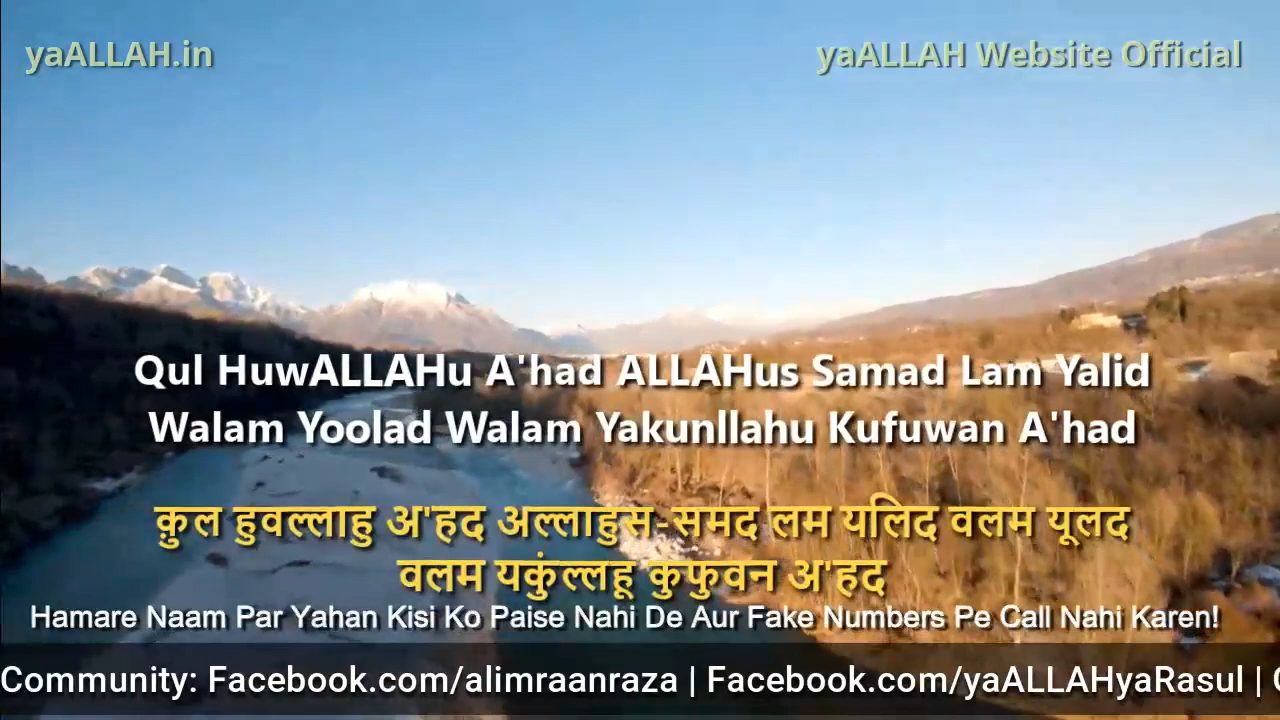 yaALLAH.in
yaALLAH Website Official
Qul HuwALLAHu A'had ALLAHus Samad Lam Yalid
Walam Yoolad Walam Yakunllahu Kufuwan A'had
क़ुल हुवल्लाहु अ'हद अल्लाहुस-समद लम यलिद वलम यूलद
वलम यकुंल्लहू कुफुवन अ'हद
Hamare Naam Par Yahan Kisi Ko Paise Nahi De Aur Fake Numbers Pe Call Nahi Karen!
Community: Facebook.com/alimraanraza | Facebook.com/yaALLAHyaRasul |